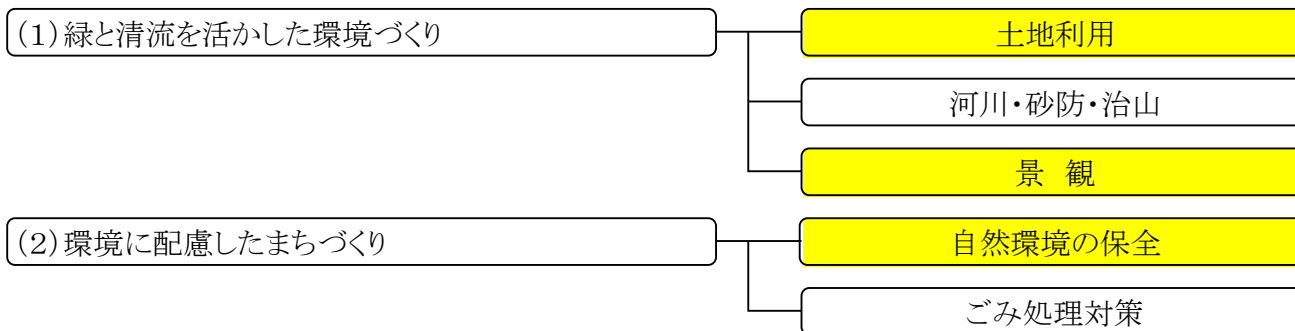 (１)緑と清流を活かした環境づくり
土地利用
河川・砂防・治山
景 観
(２)環境に配慮したまちづくり
自然環境の保全
ごみ処理対策